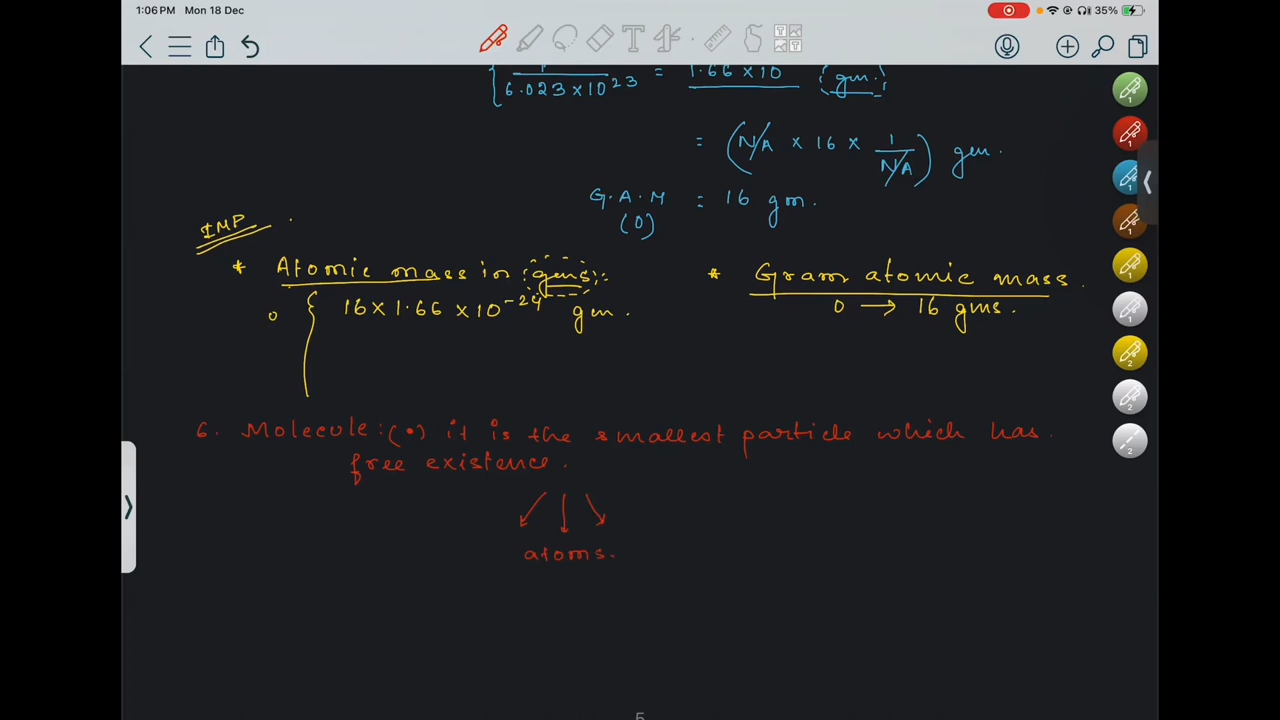 1:06 PM Mon 18 Dec
35%
6.023 × 10²³ = 1.66 × 10 gm.
= (N/A × 16 × 1/N/A) gm.
G.A.M = 16 gm.
(O)
IMP
* Atomic mass in gms:
* Gram atomic mass.
O { 16 × 1.66 × 10⁻²⁴ gm.
O → 16 gms.
6. Molecule: (•) it is the smallest particle which has
free existence.
atoms.
5